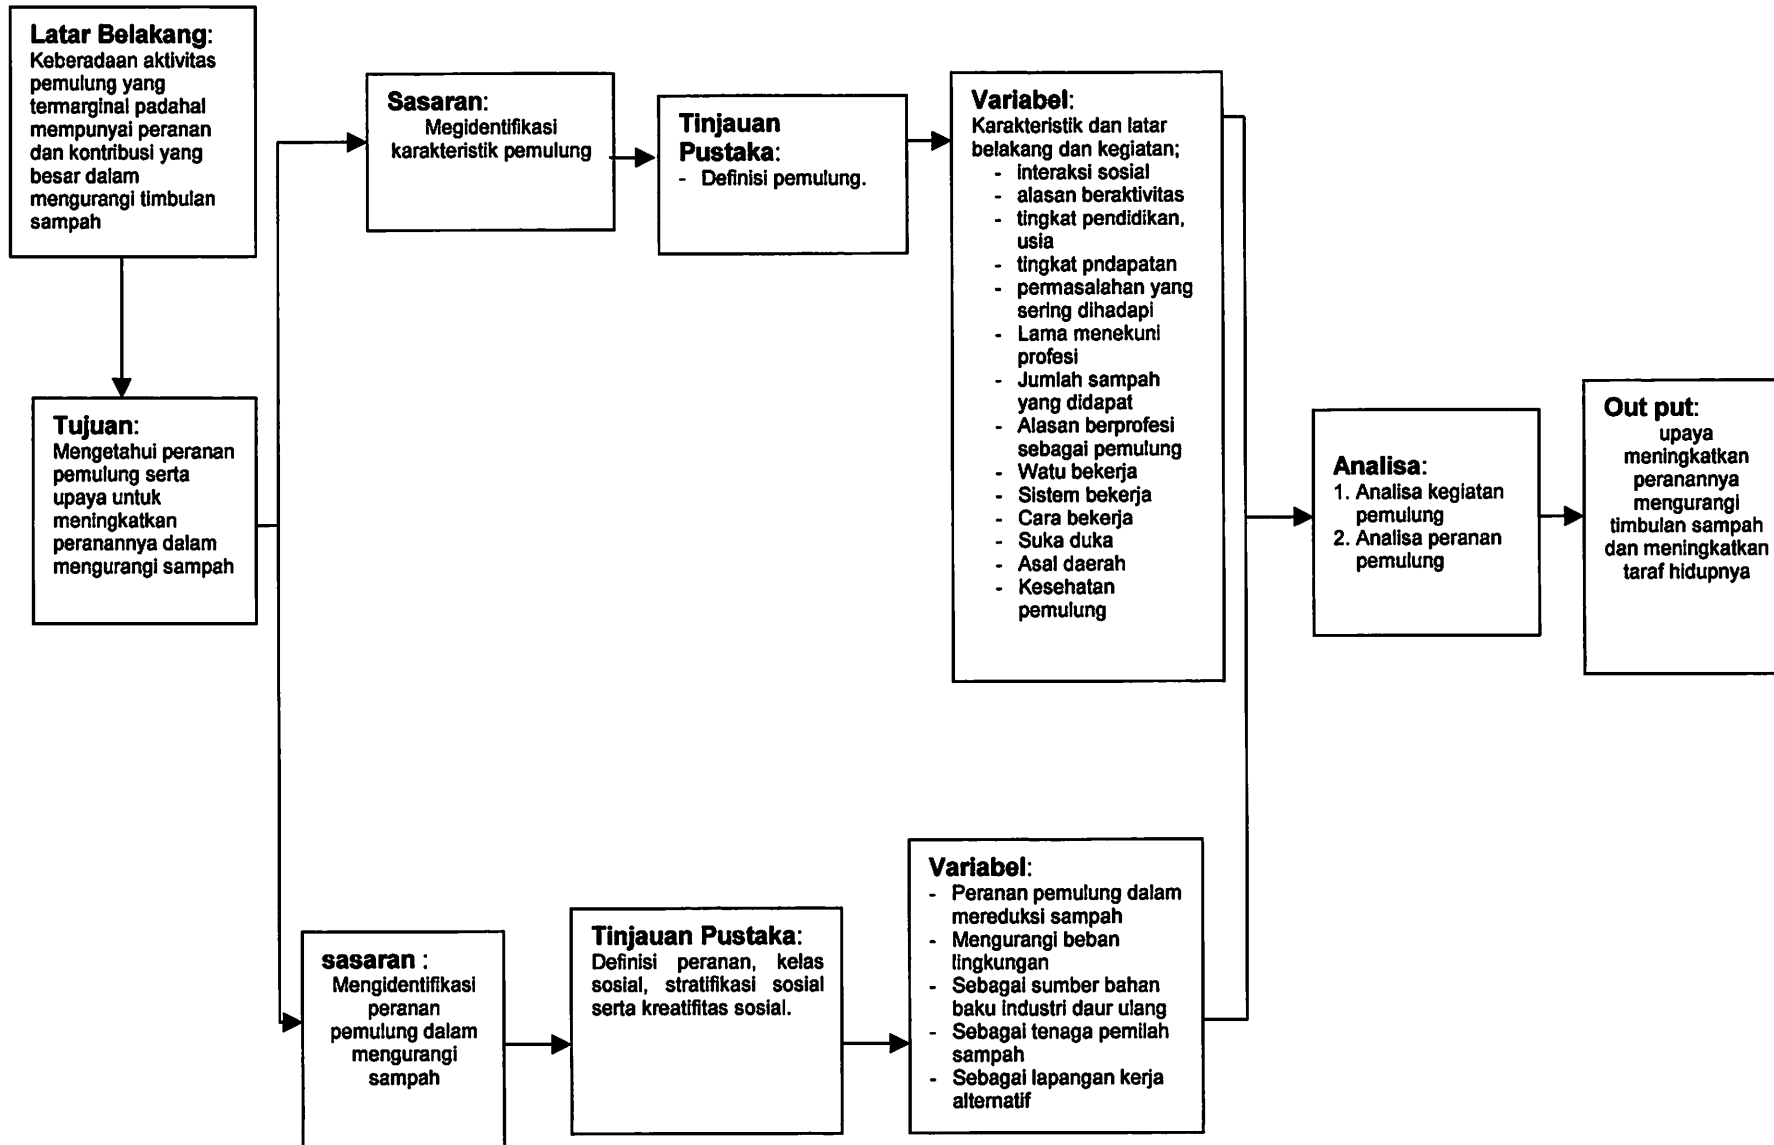 Latar Belakang:
Keberadaan aktivitas
pemulung yang
termarginal padahal
mempunyai peranan
dan kontribusi yang
besar dalam
mengurangi timbulan
sampah
Tujuan:
Mengetahui peranan
pemulung serta
upaya untuk
meningkatkan
peranannya dalam
mengurangi sampah
Sasaran:
Megidentifikasi
karakteristik pemulung
Tinjauan
Pustaka:
- Definisi pemulung.
Variabel:
Karakteristik dan latar
belakang dan kegiatan;
- interaksi sosial
- alasan beraktivitas
- tingkat pendidikan,
usia
- tingkat pndapatan
- permasalahan yang
sering dihadapi
- Lama menekuni
profesi
- Jumlah sampah
yang didapat
- Alasan berprofesi
sebagai pemulung
- Watu bekerja
- Sistem bekerja
- Cara bekerja
- Suka duka
- Asal daerah
- Kesehatan
pemulung
sasaran :
Mengidentifikasi
peranan
pemulung dalam
mengurangi
sampah
Tinjauan Pustaka:
Definisi peranan, kelas
sosial, stratifikasi sosial
serta kreatifitas sosial.
Variabel:
- Peranan pemulung dalam
mereduksi sampah
- Mengurangi beban
lingkungan
- Sebagai sumber bahan
baku industri daur ulang
- Sebagai tenaga pemilah
sampah
- Sebagai lapangan kerja
alternatif
Analisa:
1. Analisa kegiatan
pemulung
2. Analisa peranan
pemulung
Out put:
upaya
meningkatkan
peranannya
mengurangi
timbulan sampah
dan meningkatkan
taraf hidupnya